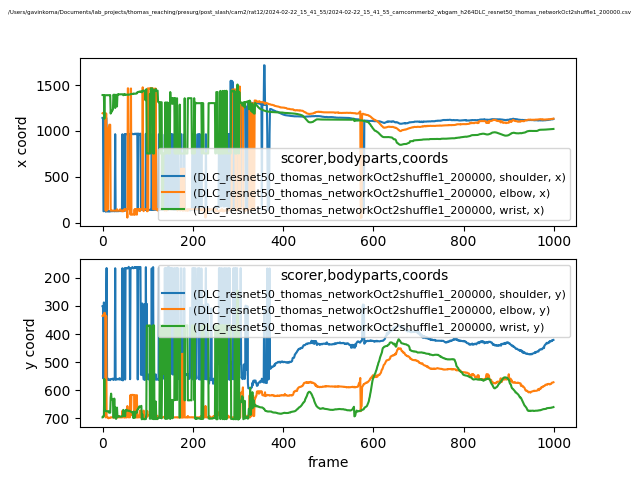 /Users/gavinkoma/Documents/lab_projects/thomas_reaching/presurg/post_slash/cam2/rat12/2024-02-22_15_41_55/2024-02-22_15_41_55_camcommerb2_wbgam_h264DLC_resnet50_thomas_networkOct2shuffle1_200000.csv
x coord
1500
1000
500
0
scorer,bodyparts,coords
(DLC_resnet50_thomas_networkOct2shuffle1_200000, shoulder, x)
(DLC_resnet50_thomas_networkOct2shuffle1_200000, elbow, x)
(DLC_resnet50_thomas_networkOct2shuffle1_200000, wrist, x)
0 200 400 600 800 1000
y coord
200
300
400
500
600
700
scorer,bodyparts,coords
(DLC_resnet50_thomas_networkOct2shuffle1_200000, shoulder, y)
(DLC_resnet50_thomas_networkOct2shuffle1_200000, elbow, y)
(DLC_resnet50_thomas_networkOct2shuffle1_200000, wrist, y)
0 200 400 600 800 1000
frame